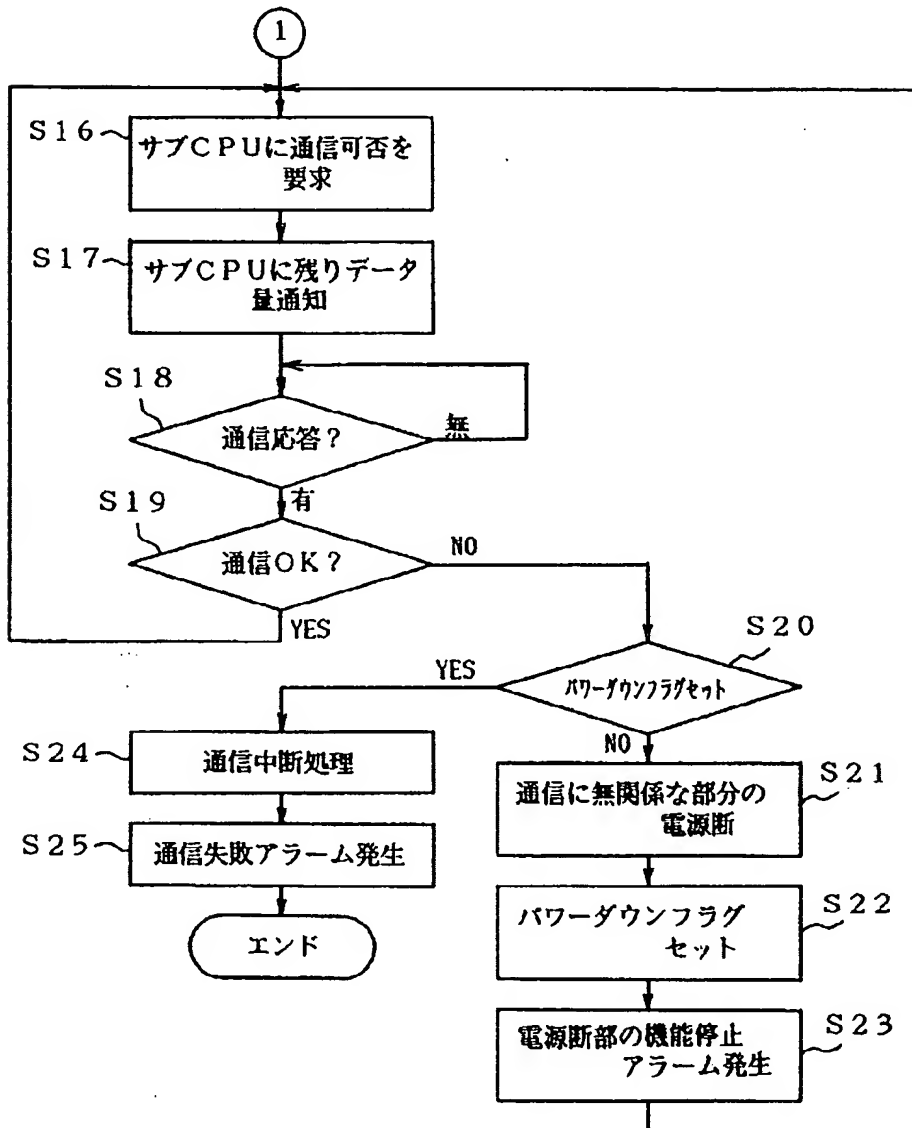 1
S16
サブCPUに通信可否を
要求
S17
サブCPUに残りデータ
量通知
S18
通信応答?
無
有
S19
通信OK?
NO
YES
S20
パワーダウンフラグセット
YES
NO
S24
通信中断処理
S21
通信に無関係な部分の
電源断
S25
通信失敗アラーム発生
S22
パワーダウンフラグ
セット
エンド
S23
電源断部の機能停止
アラーム発生